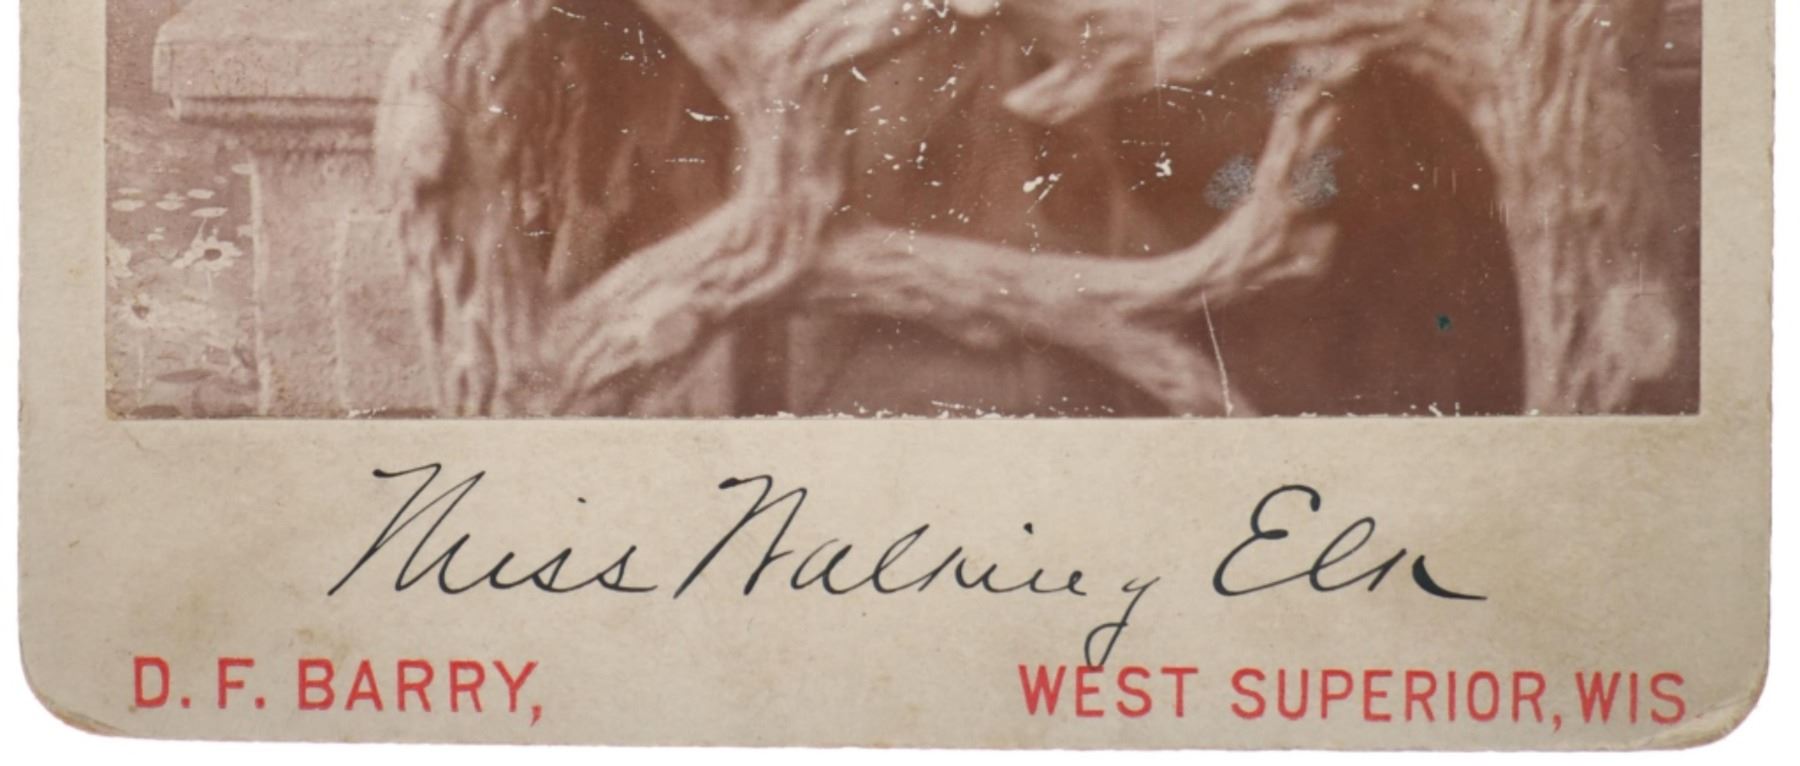 Miss Walking Elk
D. F. BARRY, WEST SUPERIOR, WIS